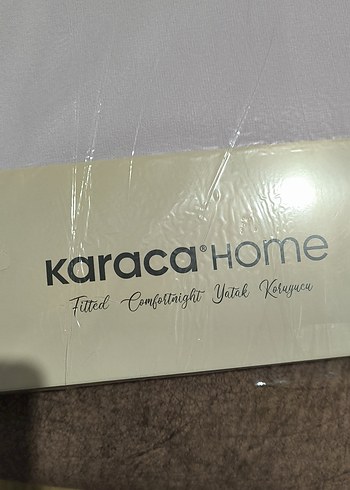 Karaca® Home
Fitted Comfortnight Yatak Koruyucu